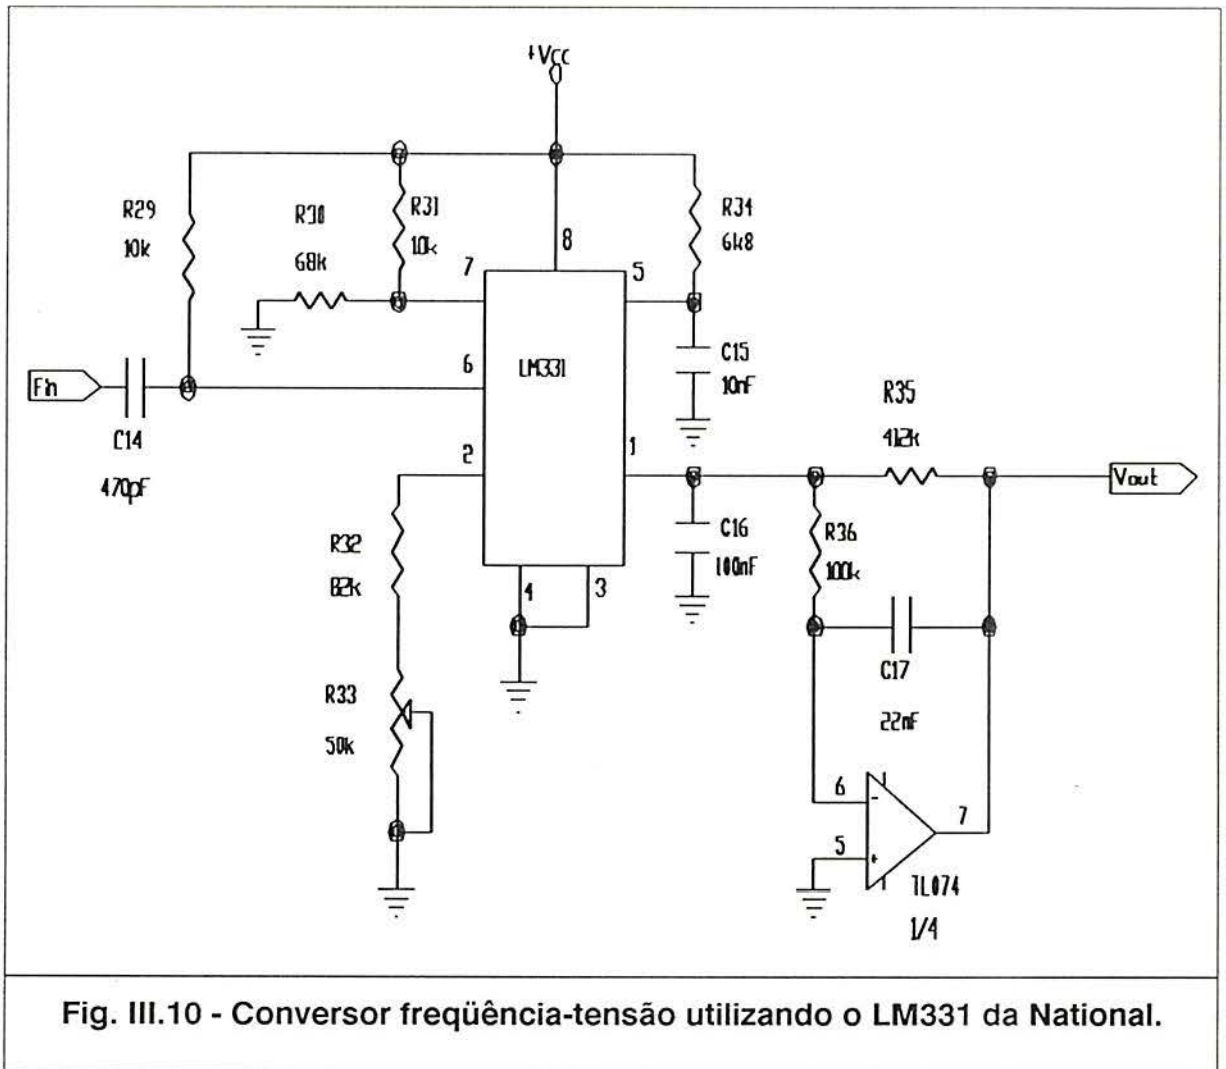 +Vcc
R29
10k
R30
68k
R31
10k
R34
6k8
7
8
5
6
LM331
Fin
C14
470pF
C15
10nF
R35
412k
2
1
Vout
R32
82k
C16
100nF
R36
100k
4
3
R33
50k
C17
22nF
6
-
7
5
+
TL074
1/4
Fig. III.10 - Conversor freqüência-tensão utilizando o LM331 da National.